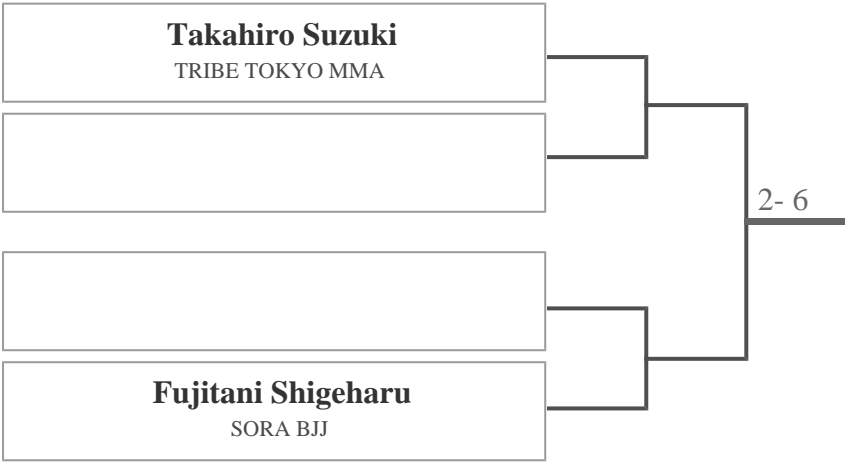 Takahiro Suzuki
TRIBE TOKYO MMA
2- 6
Fujitani Shigeharu
SORA BJJ